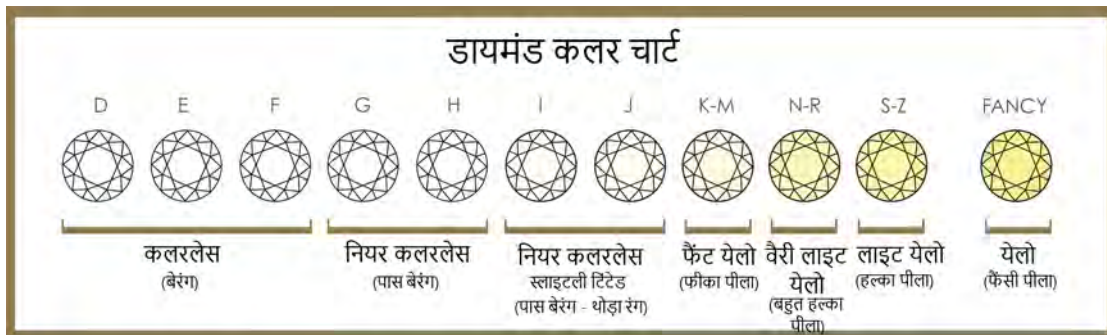 डायमंड कलर चार्ट
D E F G H I J K-M N-R S-Z FANCY
कलरलेस
(बेरंग)
नियर कलरलेस
(पास बेरंग)
नियर कलरलेस
स्लाइटली टिंटेड
(पास बेरंग - थोड़ा रंग)
फैंट येलो
(फीका पीला)
वैरी लाइट
येलो
(बहुत हल्का
पीला)
लाइट येलो
(हल्का पीला)
येलो
(फैंसी पीला)